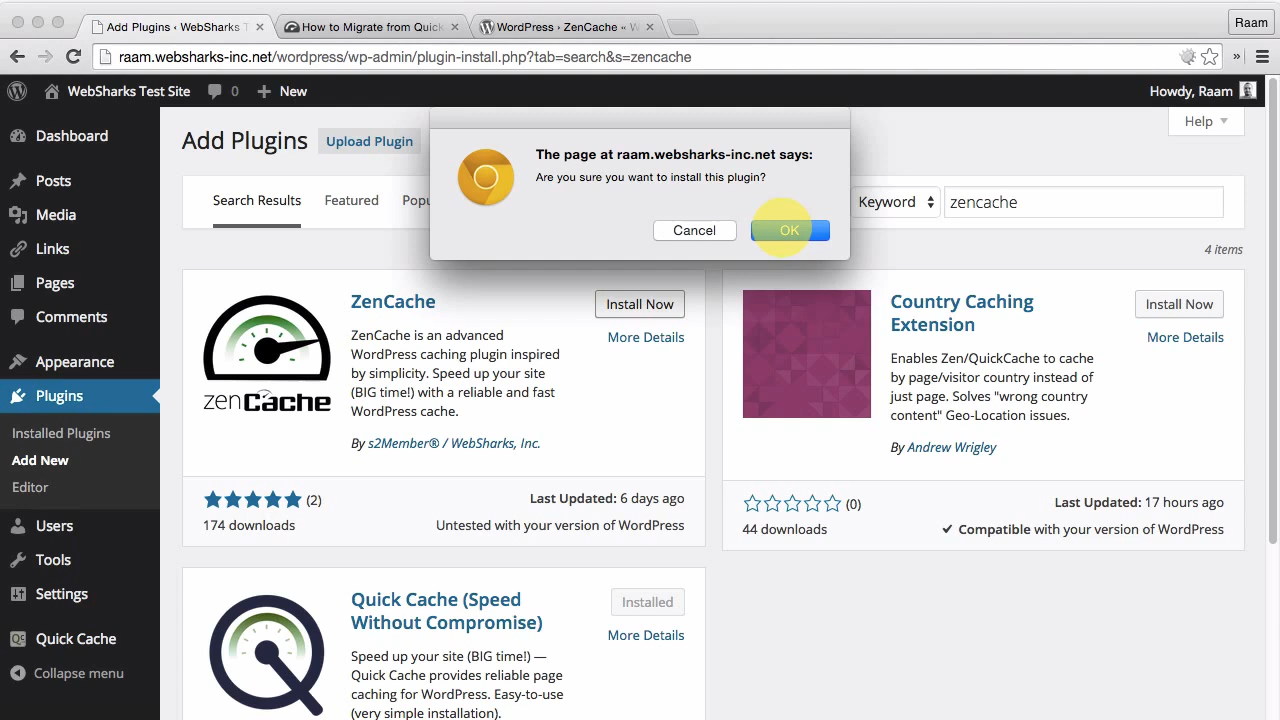 Add Plugins ‹ WebSharks T
How to Migrate from Quick
WordPress › ZenCache « W
Raam
raam.websharks-inc.net/wordpress/wp-admin/plugin-install.php?tab=search&s=zencache
WebSharks Test Site
0
New
Howdy, Raam
Dashboard
Posts
Media
Links
Pages
Comments
Appearance
Plugins
Installed Plugins
Add New
Editor
Users
Tools
Settings
Quick Cache
Collapse menu
Add Plugins
Upload Plugin
Help
The page at raam.websharks-inc.net says:
Are you sure you want to install this plugin?
Cancel
OK
Search Results
Featured
Popu
Keyword
zencache
4 items
zenCache
ZenCache
Install Now
More Details
ZenCache is an advanced
WordPress caching plugin inspired
by simplicity. Speed up your site
(BIG time!) with a reliable and fast
WordPress cache.
By s2Member® / WebSharks, Inc.
(2)
174 downloads
Last Updated: 6 days ago
Untested with your version of WordPress
Country Caching
Extension
Install Now
More Details
Enables Zen/QuickCache to cache
by page/visitor country instead of
just page. Solves "wrong country
content" Geo-Location issues.
By Andrew Wrigley
(0)
44 downloads
Last Updated: 17 hours ago
Compatible with your version of WordPress
Quick Cache (Speed
Without Compromise)
Installed
More Details
Speed up your site (BIG time!) —
Quick Cache provides reliable page
caching for WordPress. Easy-to-use
(very simple installation).